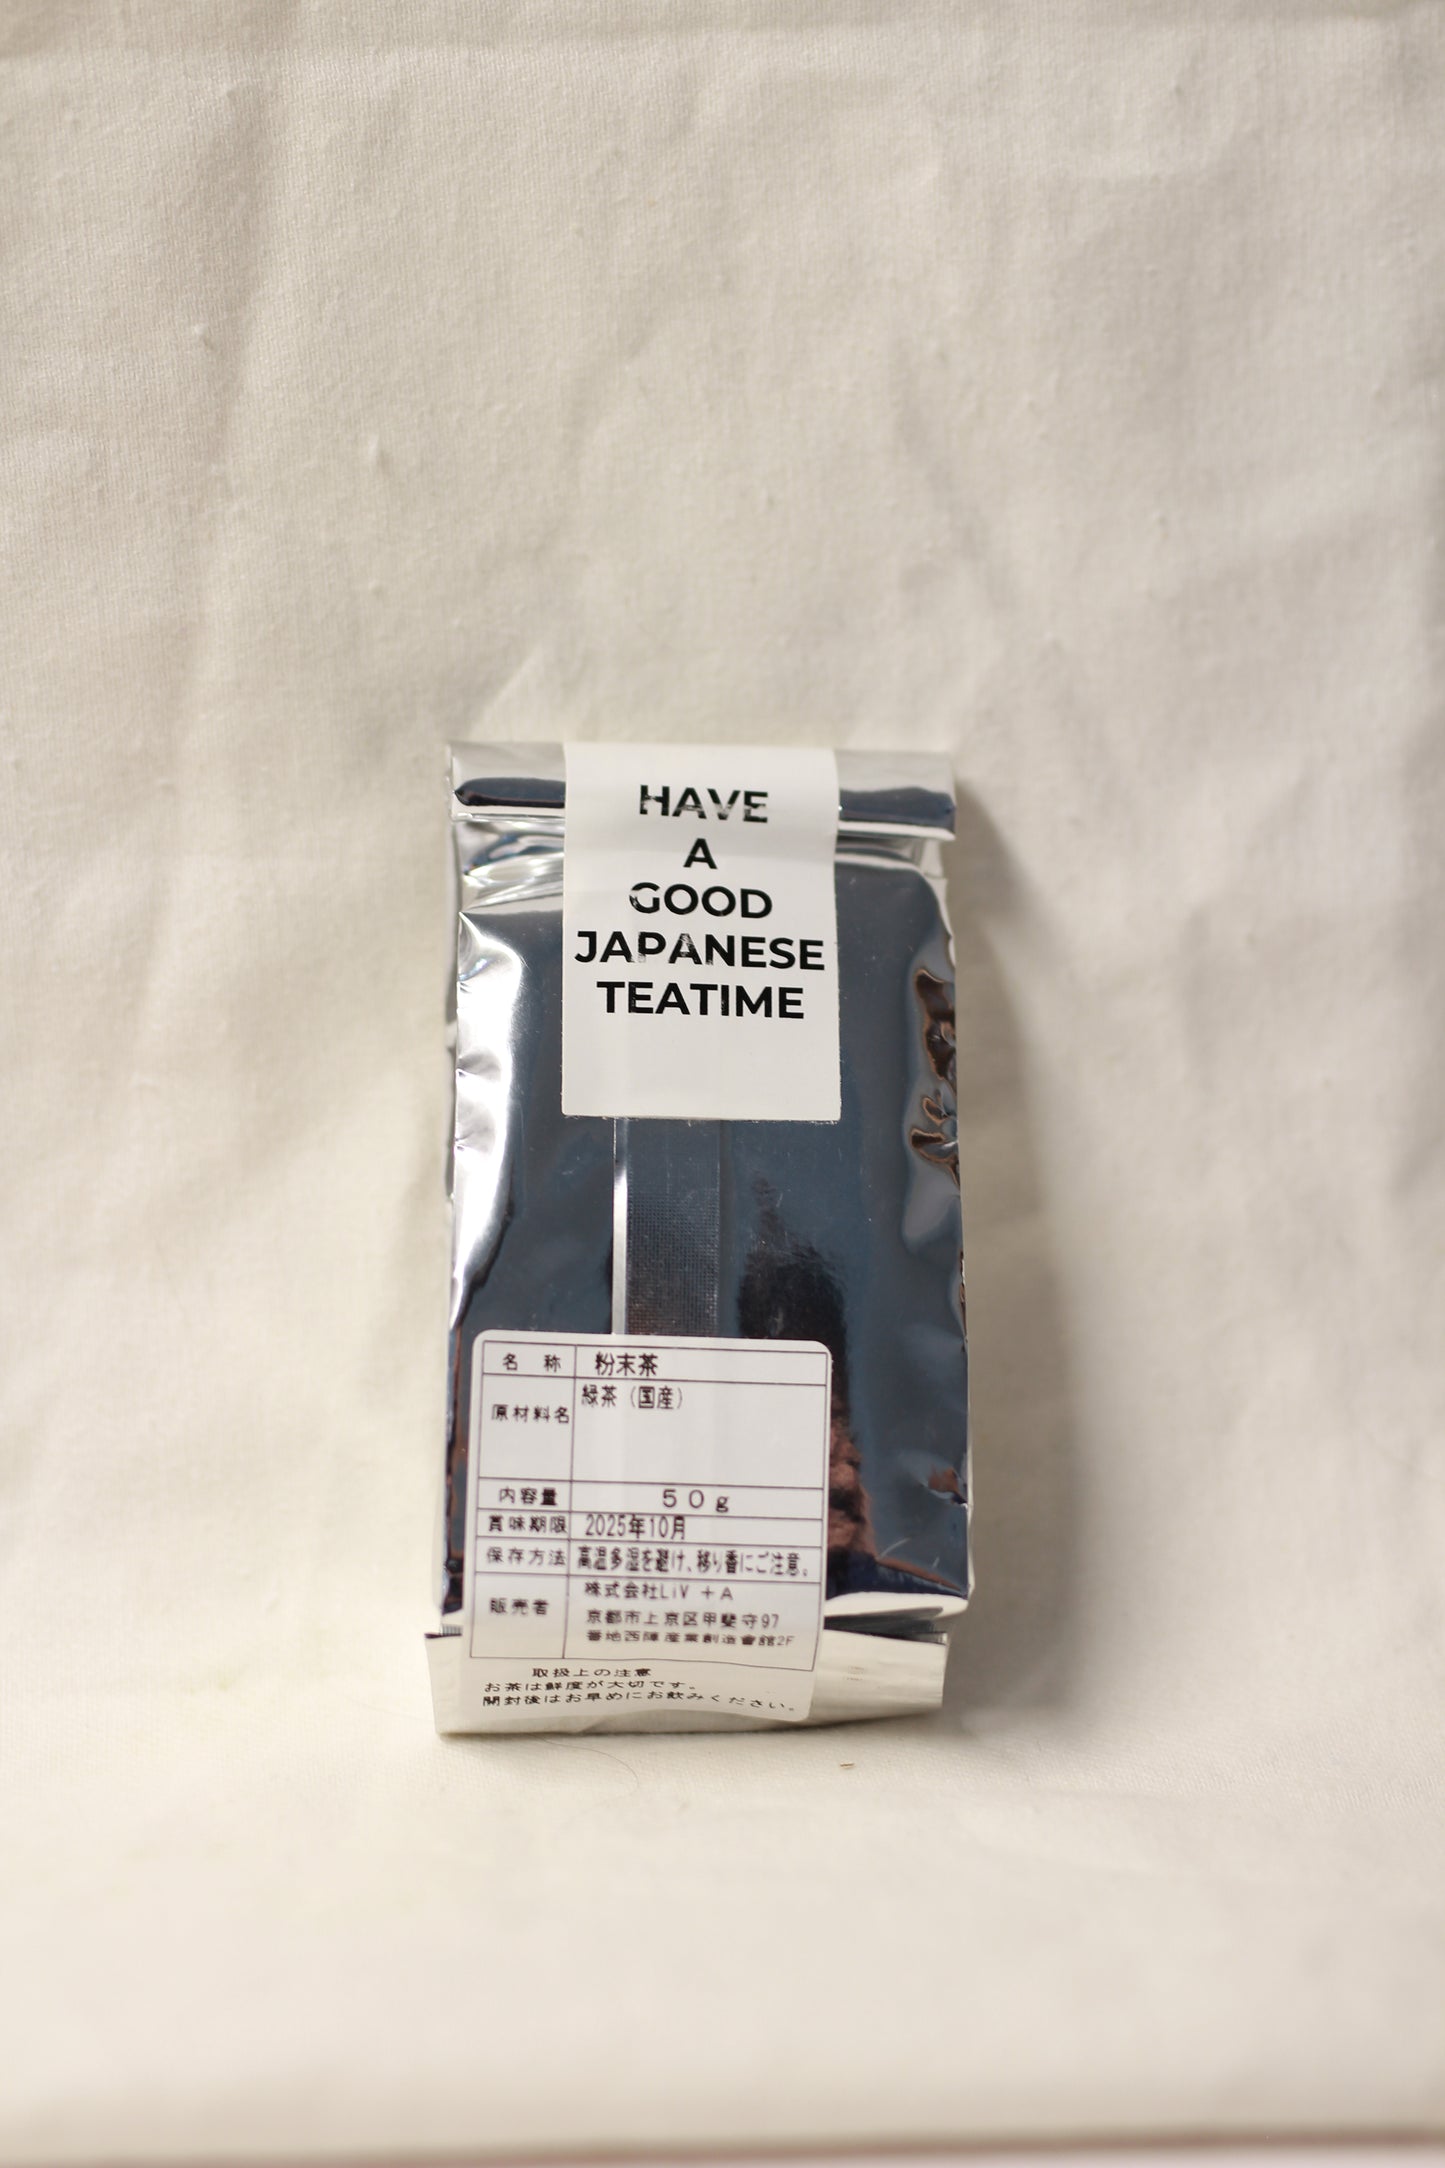 HAVE
A
GOOD
JAPANESE
TEATIME
名 称 粉末茶
原材料名 緑茶（国産）
内容量 50g
賞味期限 2025年10月
保存方法 高温多湿を避け、移り香にご注意。
販売者 株式会社LiV +A
京都市上京区甲斐守97
番地西陣産業創造會館2F
取扱上の注意
お茶は鮮度が大切です。
開封後はお早めにお飲みください。